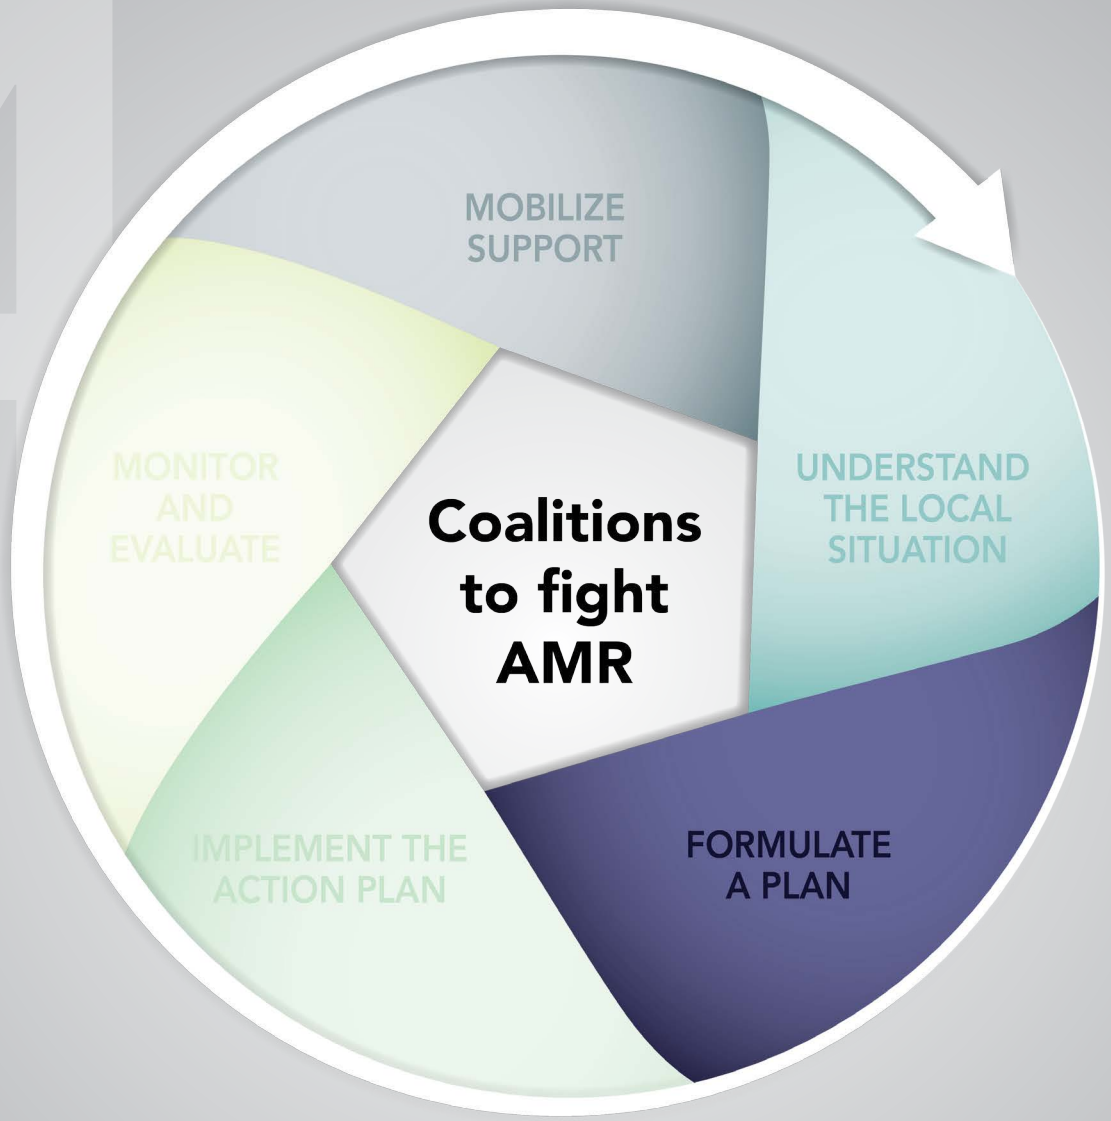 MOBILIZE
SUPPORT
UNDERSTAND
THE LOCAL
SITUATION
FORMULATE
A PLAN
IMPLEMENT THE
ACTION PLAN
MONITOR
AND
EVALUATE
Coalitions
to fight
AMR